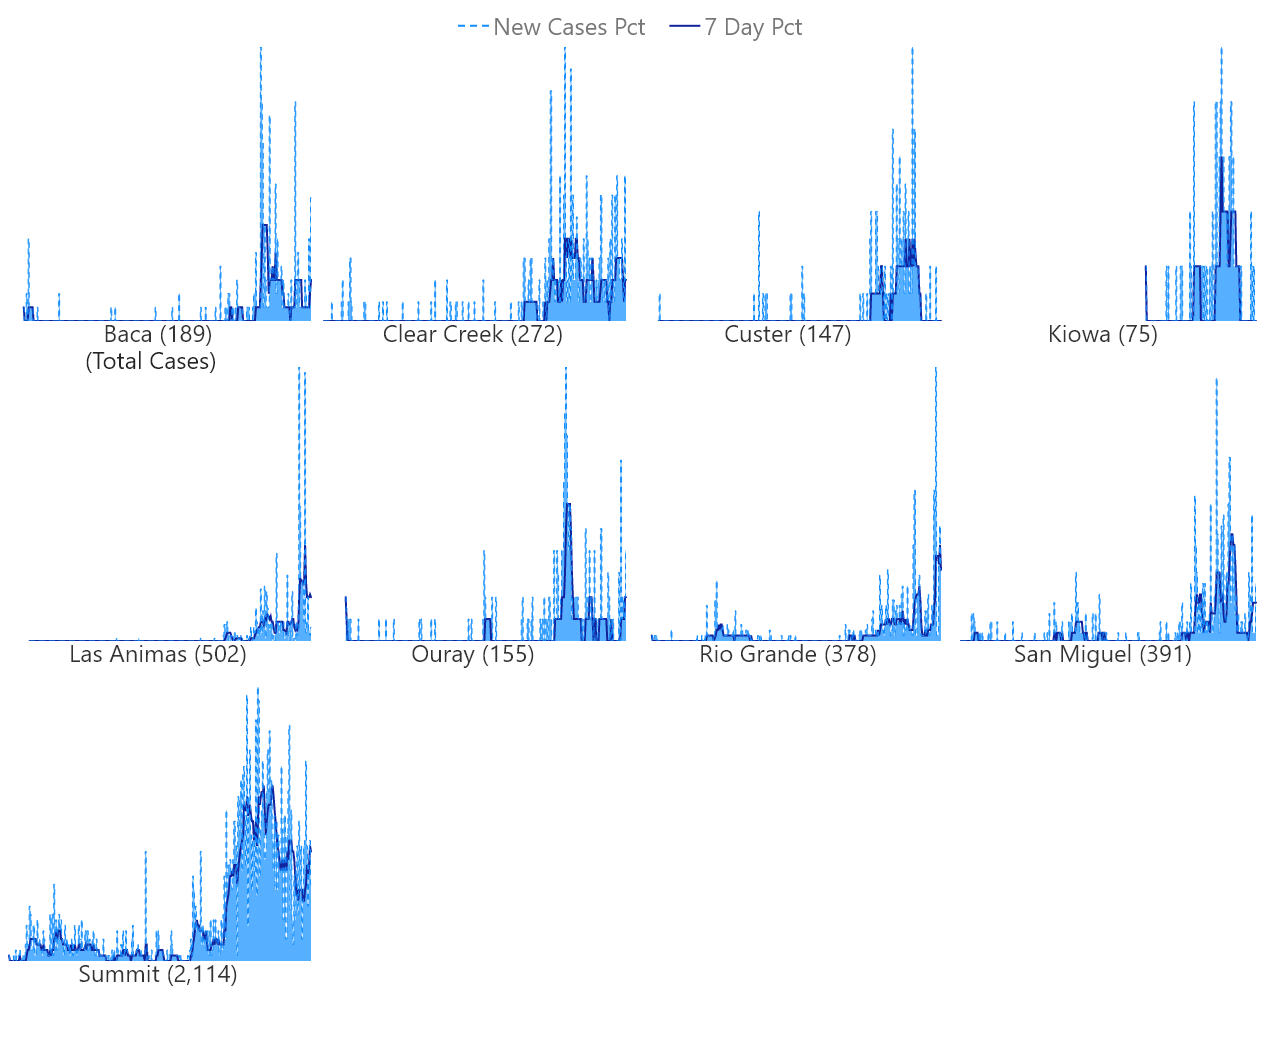 New Cases Pct 7 Day Pct
Baca (189)
(Total Cases)
Clear Creek (272)
Custer (147)
Kiowa (75)
Las Animas (502)
Ouray (155)
Rio Grande (378)
San Miguel (391)
Summit (2,114)